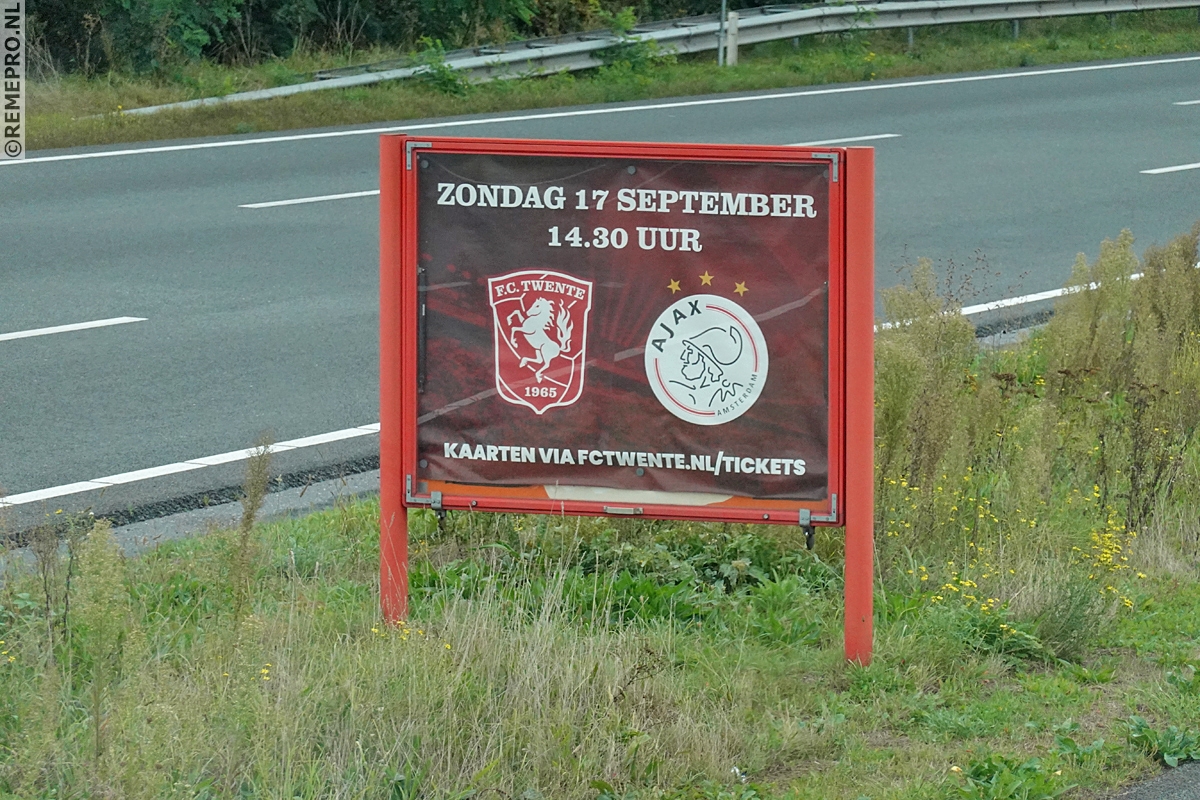 ©REMEPRO.NL
ZONDAG 17 SEPTEMBER
14.30 UUR
F.C. TWENTE
1965
AJAX
AMSTERDAM
KAARTEN VIA FCTWENTE.NL/TICKETS